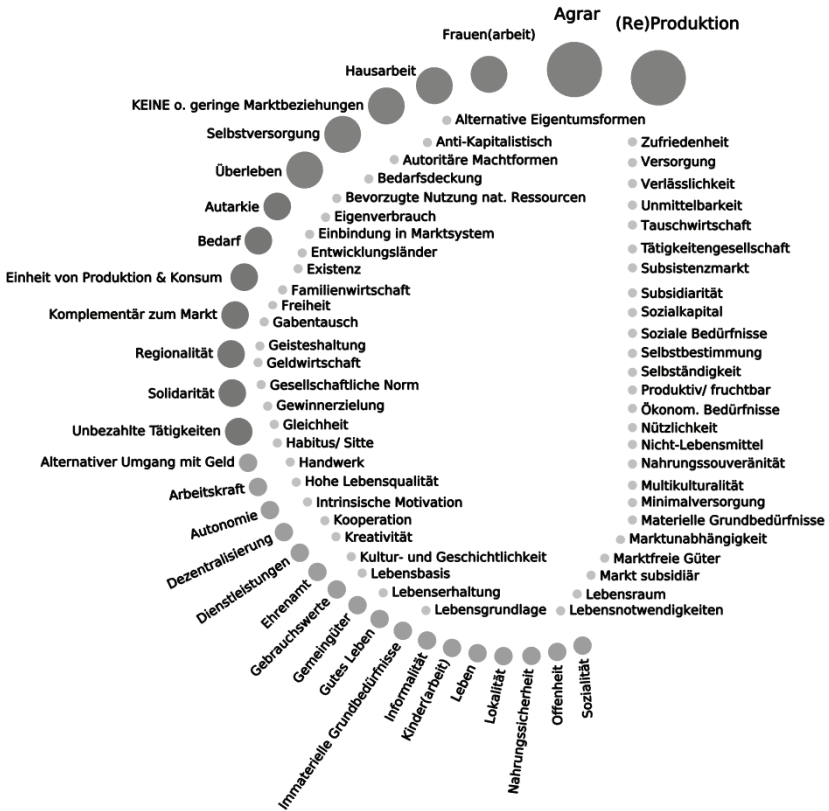 Agrar
(Re)Produktion
Frauen(arbeit)
Hausarbeit
KEINE o. geringe Marktbeziehungen
Selbstversorgung
Überleben
Autarkie
Bedarf
Einheit von Produktion & Konsum
Komplementär zum Markt
Regionalität
Solidarität
Unbezahlte Tätigkeiten
Alternativer Umgang mit Geld
Arbeitskraft
Autonomie
Dezentralisierung
Dienstleistungen
Ehrenamt
Gebrauchswerte
Gemeingüter
Gutes Leben
Immaterielle Grundbedürfnisse
Informalität
Kinder(arbeit)
Leben
Lokalität
Nahrungssicherheit
Offenheit
Sozialität
Alternative Eigentumsformen
Anti-Kapitalistisch
Autoritäre Machtformen
Bedarfsdeckung
Bevorzugte Nutzung nat. Ressourcen
Eigenverbrauch
Einbindung in Marktsystem
Entwicklungsländer
Existenz
Familienwirtschaft
Freiheit
Gabentausch
Geisteshaltung
Geldwirtschaft
Gesellschaftliche Norm
Gewinnerzielung
Gleichheit
Habitus/ Sitte
Handwerk
Hohe Lebensqualität
Intrinsische Motivation
Kooperation
Kreativität
Kultur- und Geschichtlichkeit
Lebensbasis
Lebenserhaltung
Lebensgrundlage
Zufriedenheit
Versorgung
Verlässlichkeit
Unmittelbarkeit
Tauschwirtschaft
Tätigkeitengesellschaft
Subsistenzmarkt
Subsidiarität
Sozialkapital
Soziale Bedürfnisse
Selbstbestimmung
Selbständigkeit
Produktiv/ fruchtbar
Ökonom. Bedürfnisse
Nützlichkeit
Nicht-Lebensmittel
Nahrungssouveränität
Multikulturalität
Minimalversorgung
Materielle Grundbedürfnisse
Marktunabhängigkeit
Marktfreie Güter
Markt subsidiär
Lebensraum
Lebensnotwendigkeiten